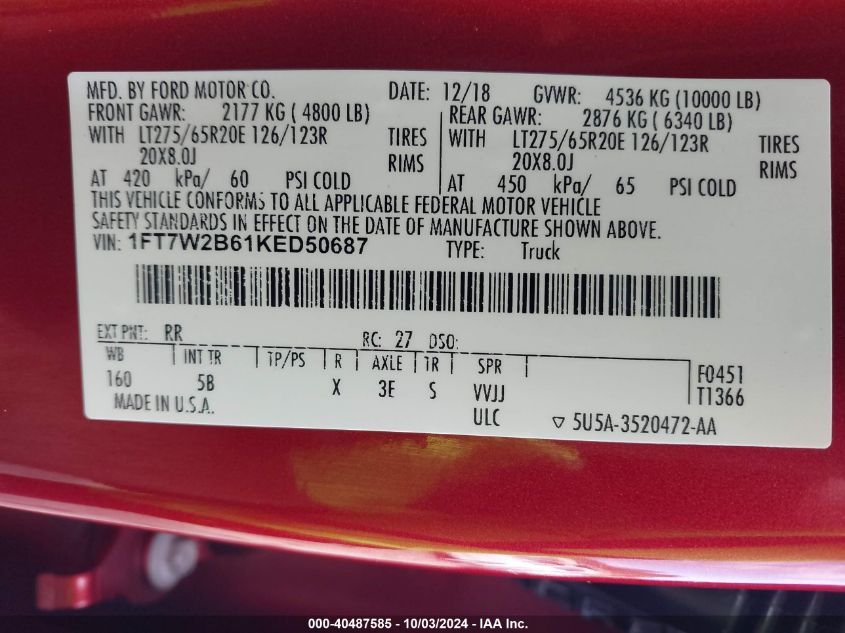 MFD. BY FORD MOTOR CO. DATE: 12/18 GVWR: 4536 KG (10000 LB)
FRONT GAWR: 2177 KG ( 4800 LB) REAR GAWR: 2876 KG ( 6340 LB)
WITH LT275/65R20E 126/123R TIRES WITH LT275/65R20E 126/123R TIRES
20X8.0J RIMS 20X8.0J RIMS
AT 420 kPa/ 60 PSI COLD AT 450 kPa/ 65 PSI COLD
THIS VEHICLE CONFORMS TO ALL APPLICABLE FEDERAL MOTOR VEHICLE
SAFETY STANDARDS IN EFFECT ON THE DATE OF MANUFACTURE SHOWN ABOVE.
VIN: 1FT7W2B61KED50687 TYPE: Truck
EXT PNT: RR RC: 27 DSO:
WB INT TR TP/PS R AXLE TR SPR F0451
160 5B X 3E S VVJJ T1366
MADE IN U.S.A. ULC 5U5A-3520472-AA
000-40487585 - 10/03/2024 - IAA Inc.